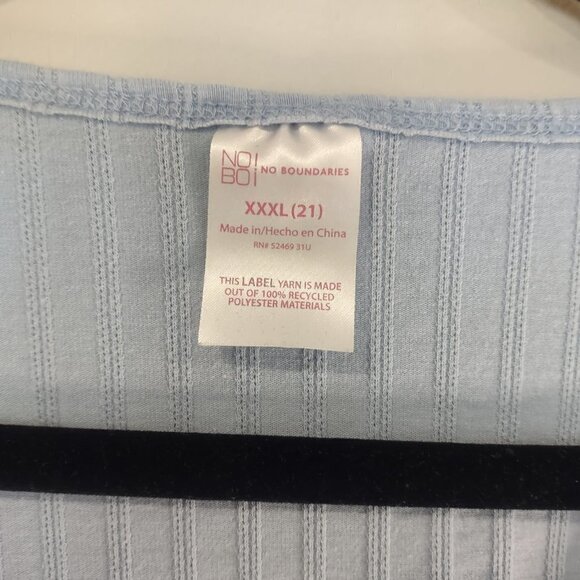 NO!
BO! NO BOUNDARIES
XXXL (21)
Made in/Hecho en China
RN# 52469 31U
THIS LABEL YARN IS MADE
OUT OF 100% RECYCLED
POLYESTER MATERIALS